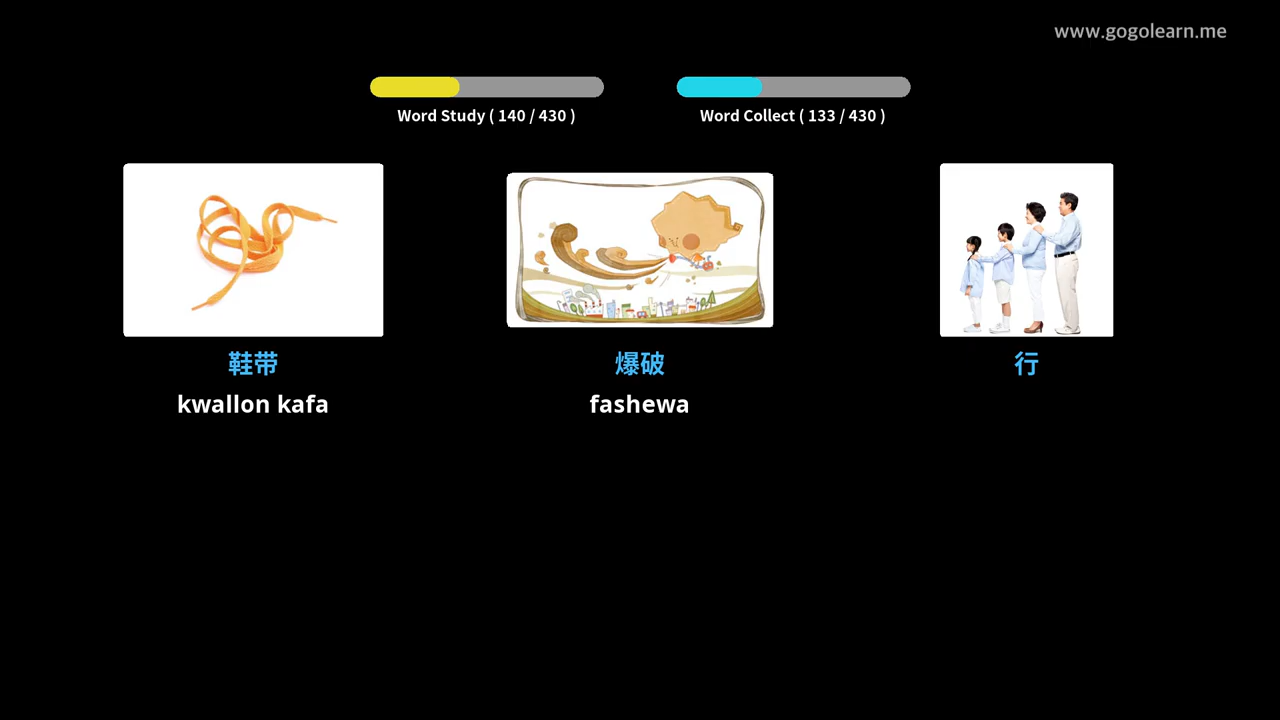 www.gogolearn.me
Word Study ( 140 / 430 )
Word Collect ( 133 / 430 )
鞋带
爆破
行
kwallon kafa
fashewa